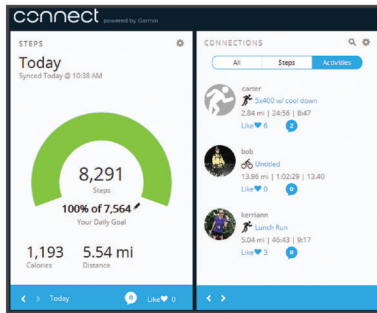 connect powered by Garmin
STEPS
Today
Synced Today @ 10:38 AM
8,291
Steps
100% of 7,564
Your Daily Goal
1,193
Calories
5.54 mi
Distance
Today
0
Like 0
CONNECTIONS
All
Steps
Activities
carter
5x400 w/ cool down
2.84 mi | 24:56 | 8:47
Like 6
2
bob
Untitled
13.96 mi | 1:02:29 | 13.40
Like 0
0
kerriann
Lunch Run
5.04 mi | 46:43 | 9:17
Like 3
0